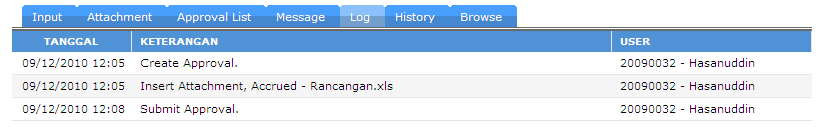 Input Attachment Approval List Message Log History Browse
TANGGAL KETERANGAN USER
09/12/2010 12:05 Create Approval. 20090032 - Hasanuddin
09/12/2010 12:05 Insert Attachment, Accrued - Rancangan.xls 20090032 - Hasanuddin
09/12/2010 12:08 Submit Approval. 20090032 - Hasanuddin